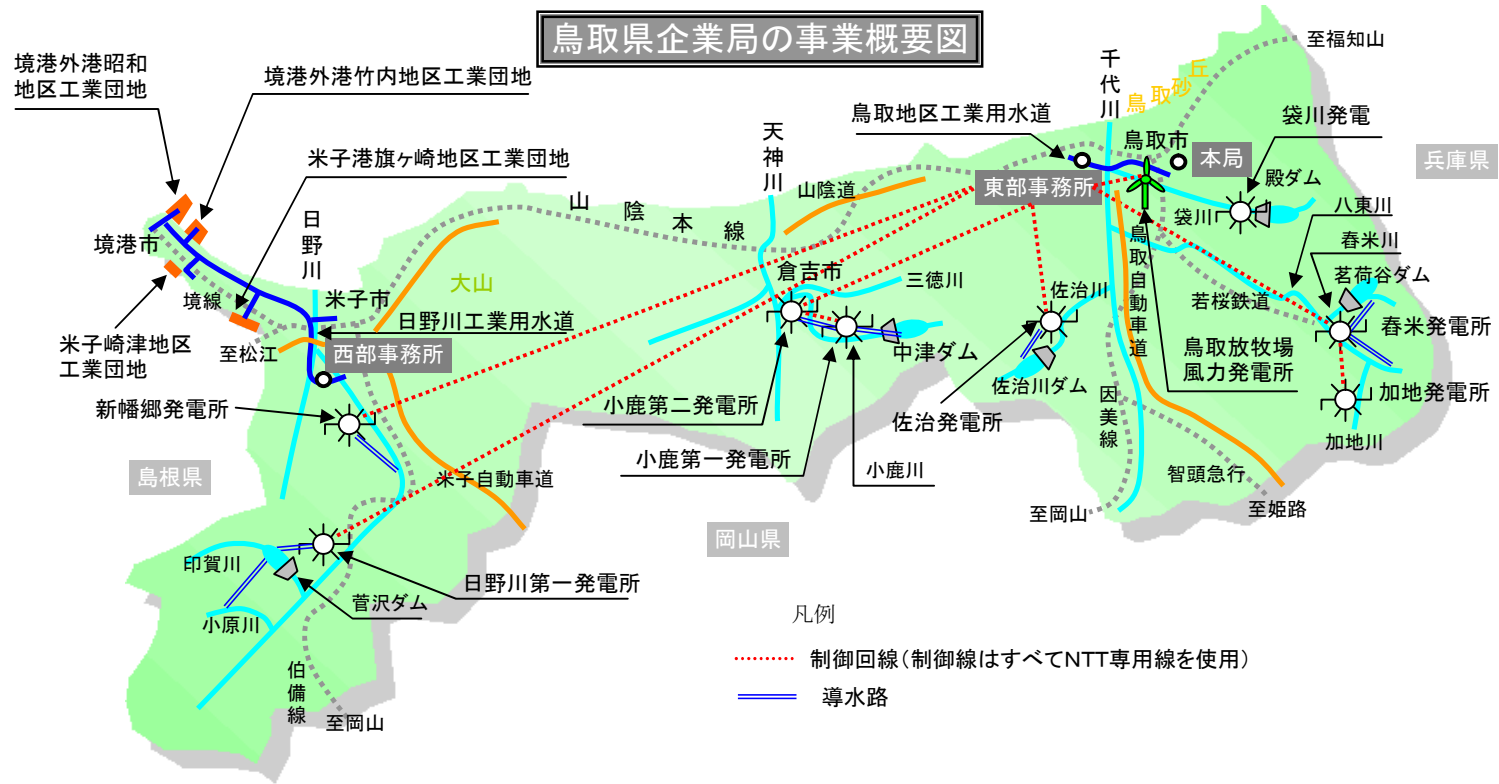 鳥取県企業局の事業概要図
境港外港昭和
地区工業団地
境港外港竹内地区工業団地
米子港旗ヶ崎地区工業団地
日野川
境港市
境線
米子市
大山
米子崎津地区
工業団地
至松江
日野川工業用水道
西部事務所
新幡郷発電所
島根県
米子自動車道
印賀川
小原川
菅沢ダム
日野川第一発電所
伯備線
至岡山
山陰本線
天神川
山陰道
倉吉市
三徳川
中津ダム
小鹿第二発電所
小鹿第一発電所
小鹿川
岡山県
鳥取地区工業用水道
東部事務所
千代川
鳥取砂丘
至福知山
鳥取市
本局
袋川発電
殿ダム
袋川
兵庫県
八東川
舂米川
茗荷谷ダム
若桜鉄道
舂米発電所
加地発電所
加地川
鳥取自動車道
鳥取放牧場
風力発電所
佐治川
佐治川ダム
佐治発電所
因美線
智頭急行
至岡山
至姫路
凡例
制御回線(制御線はすべてNTT専用線を使用)
導水路